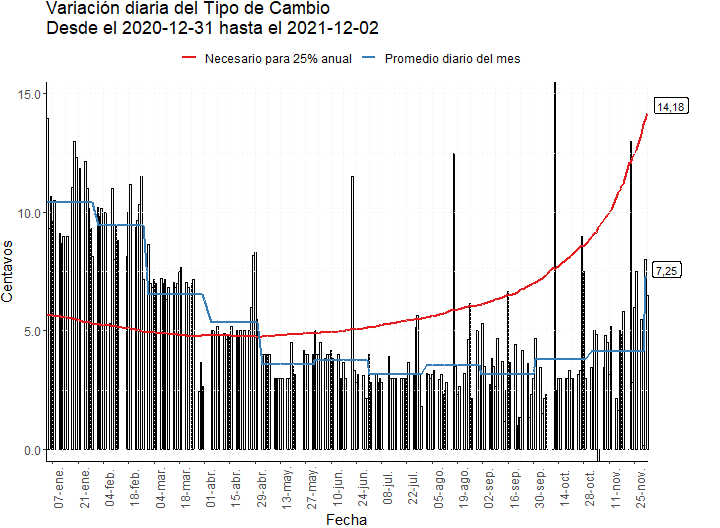 Variación diaria del Tipo de Cambio
Desde el 2020-12-31 hasta el 2021-12-02
Necesario para 25% anual
Promedio diario del mes
15.0
10.0
5.0
0.0
Centavos
14,18
7,25
07-ene.
21-ene.
04-feb.
18-feb.
04-mar.
18-mar.
01-abr.
15-abr.
29-abr.
13-may.
27-may.
10-jun.
24-jun.
08-jul.
22-jul.
05-ago.
19-ago.
02-sep.
16-sep.
30-sep.
14-oct.
28-oct.
11-nov.
25-nov.
Fecha